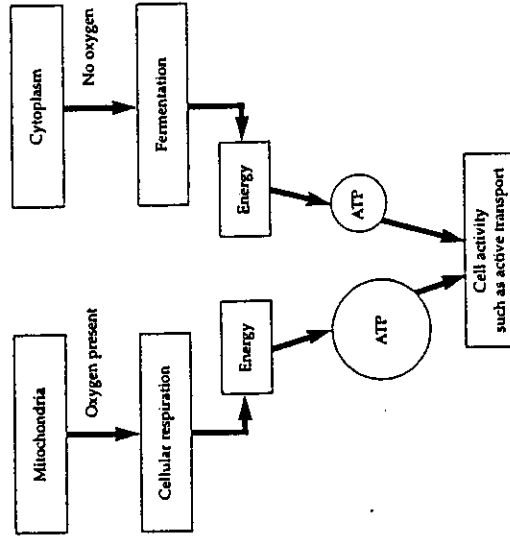 Mitochondria
Oxygen present
Cellular respiration
Energy
ATP
Cytoplasm
No oxygen
Fermentation
Energy
ATP
Cell activity
such as active transport